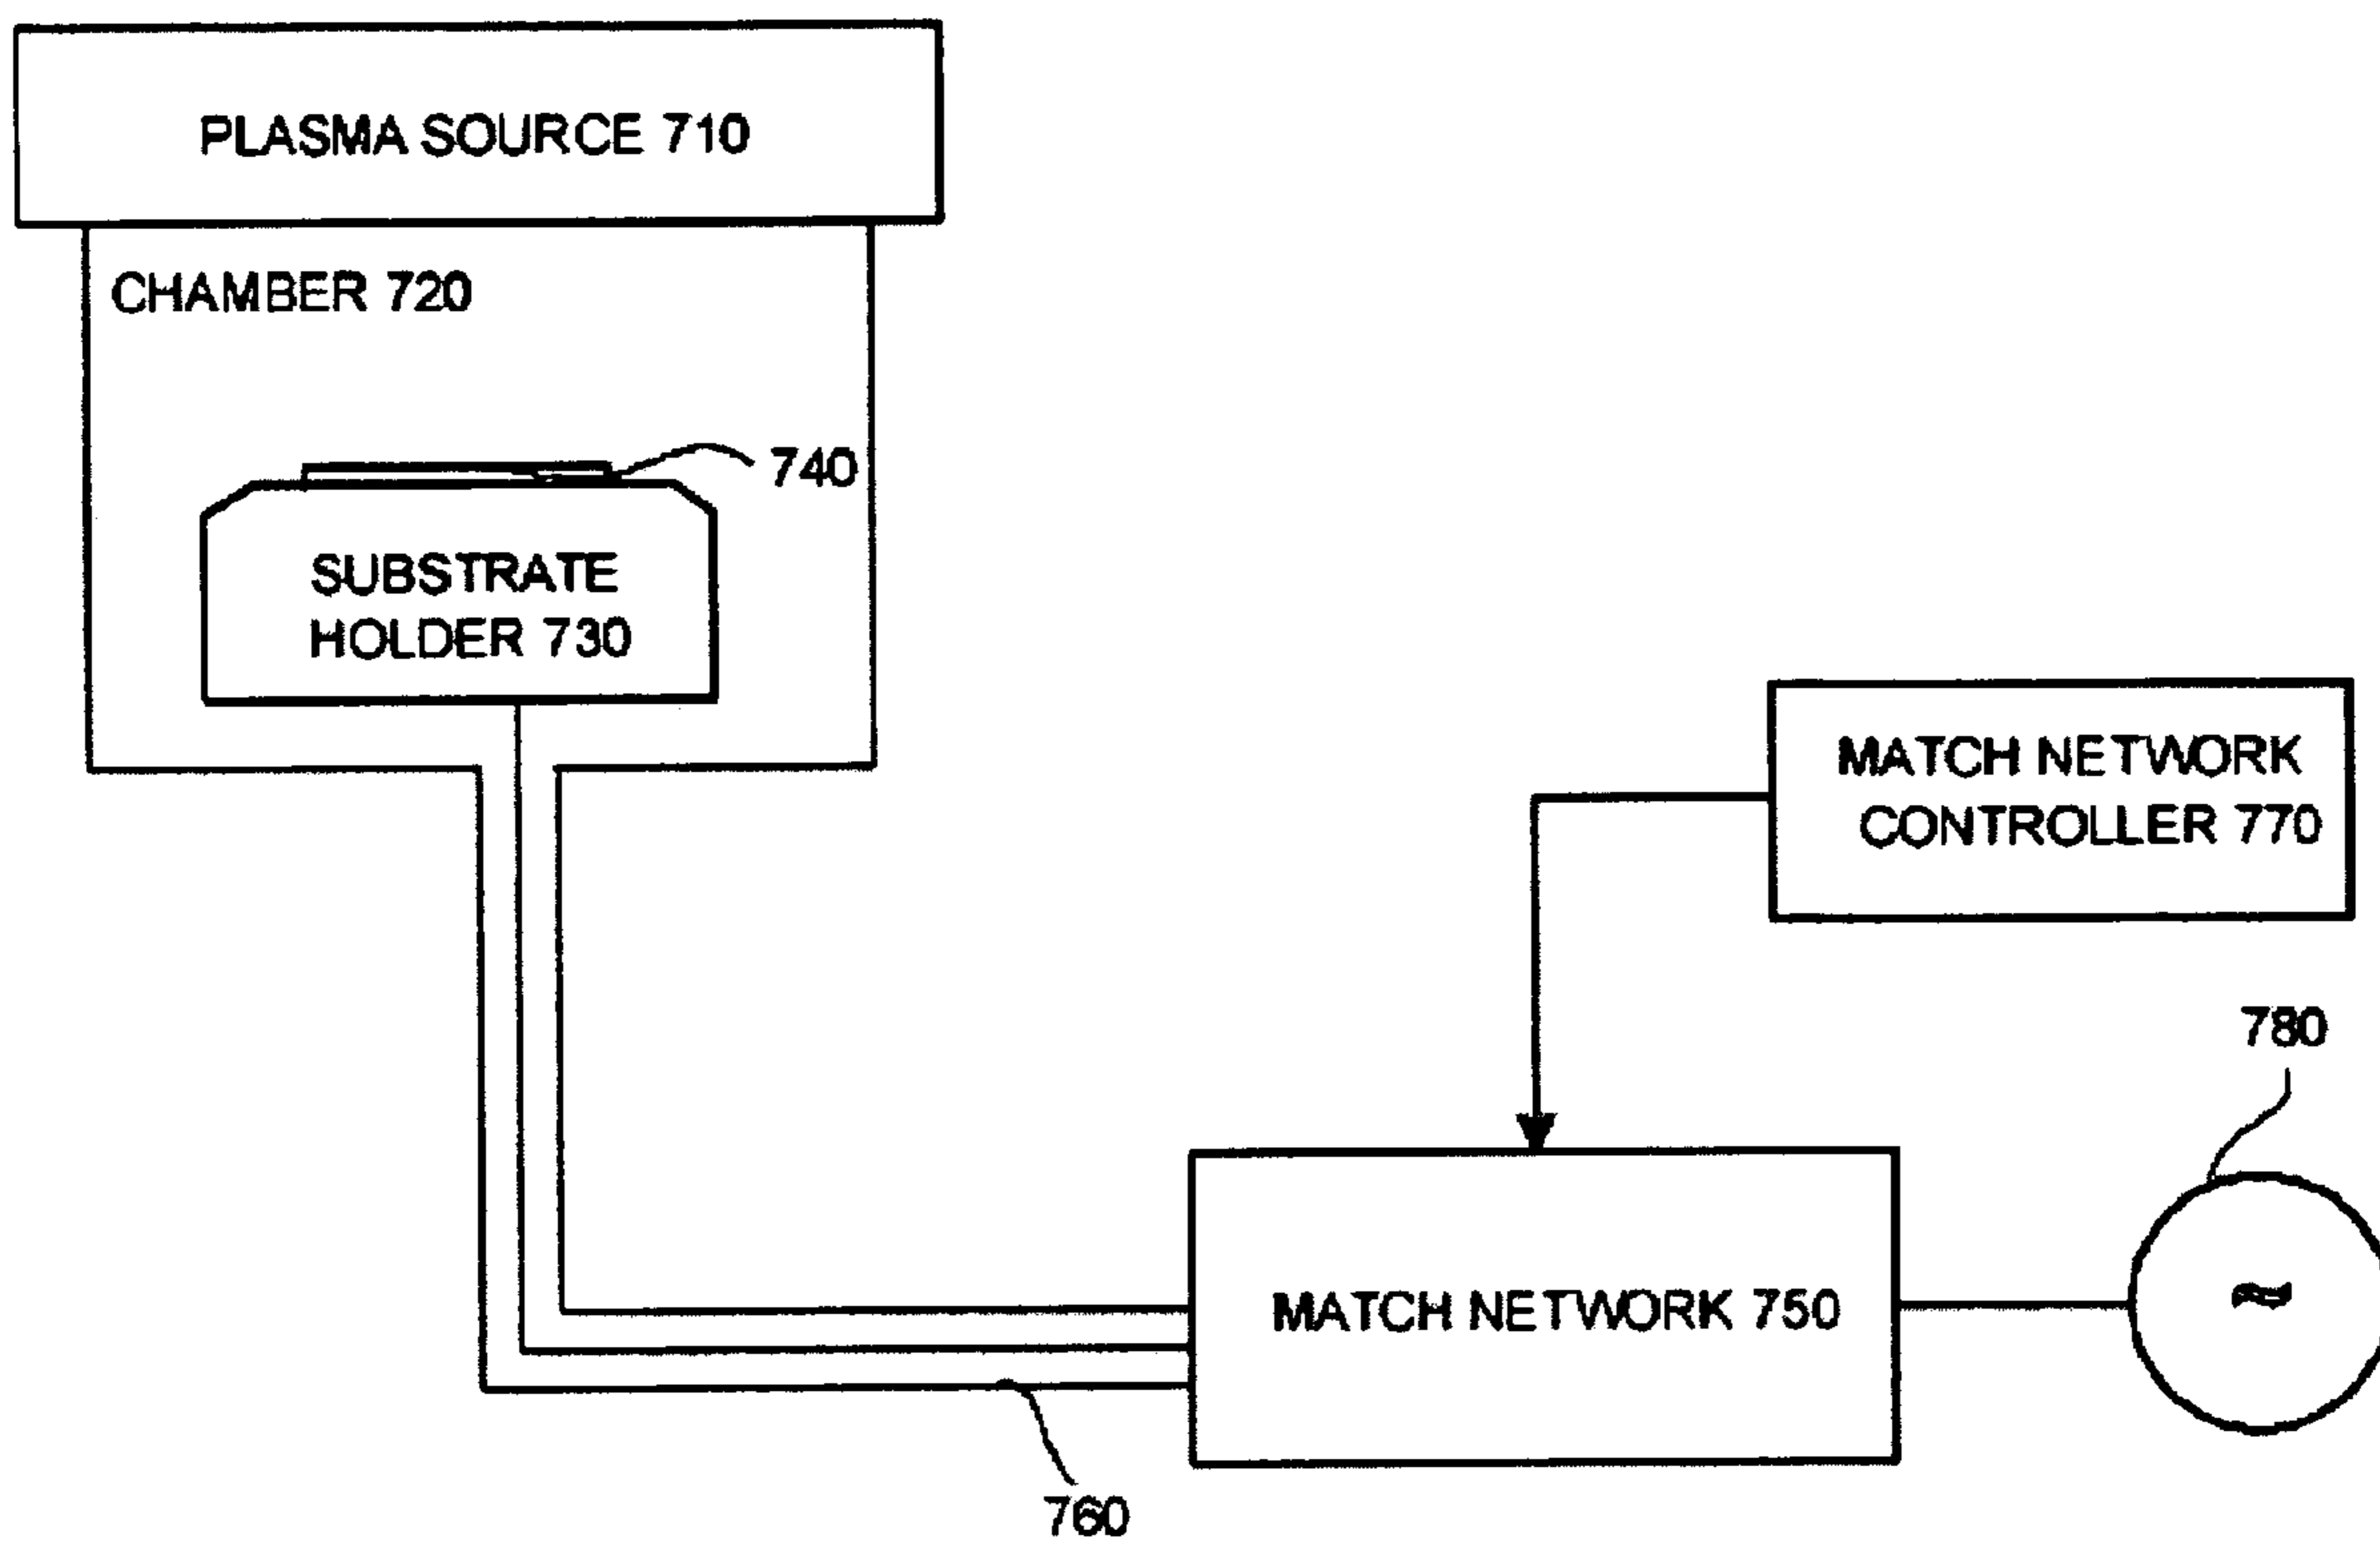 PLASMA SOURCE 710
CHAMBER 720
740
SUBSTRATE
HOLDER 730
MATCH NETWORK
CONTROLLER 770
780
MATCH NETWORK 750
760